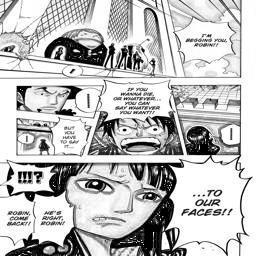 I'M
BEGGING YOU,
ROBIN!!
IF YOU
WANNA DIE,
OR WHATEVER...
YOU CAN
SAY WHATEVER
YOU WANT!!
BUT YOU
HAVE TO
SAY IT...
...TO
OUR
FACES!!
!!!?
HE'S
RIGHT,
ROBIN!
ROBIN,
COME
BACK!!